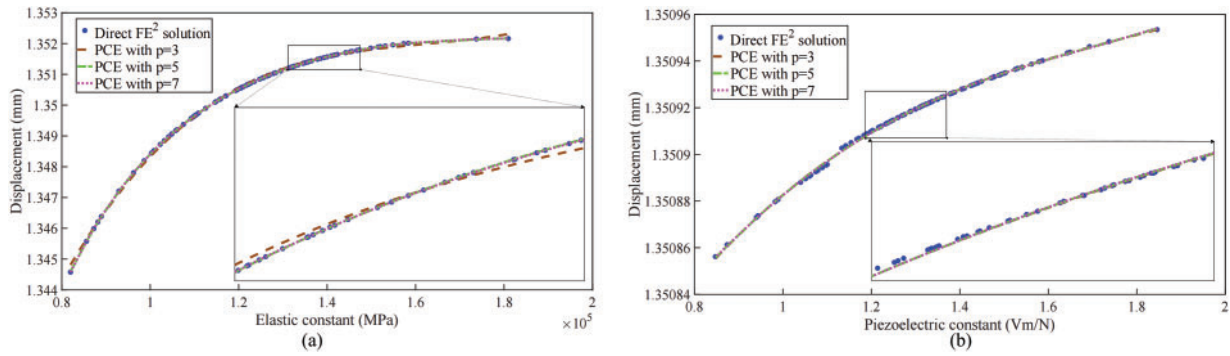 1.353
1.352
1.351
1.35
1.349
1.348
1.347
1.346
1.345
1.344
Displacement (mm)
Direct FE² solution
PCE with p=3
PCE with p=5
PCE with p=7
0.8
1
1.2
1.4
1.6
1.8
2
Elastic constant (MPa)
×10⁵
(a)
1.35096
1.35094
1.35092
1.3509
1.35088
1.35086
1.35084
Displacement (mm)
Direct FE² solution
PCE with p=3
PCE with p=5
PCE with p=7
0.8
1
1.2
1.4
1.6
1.8
2
Piezoelectric constant (Vm/N)
(b)